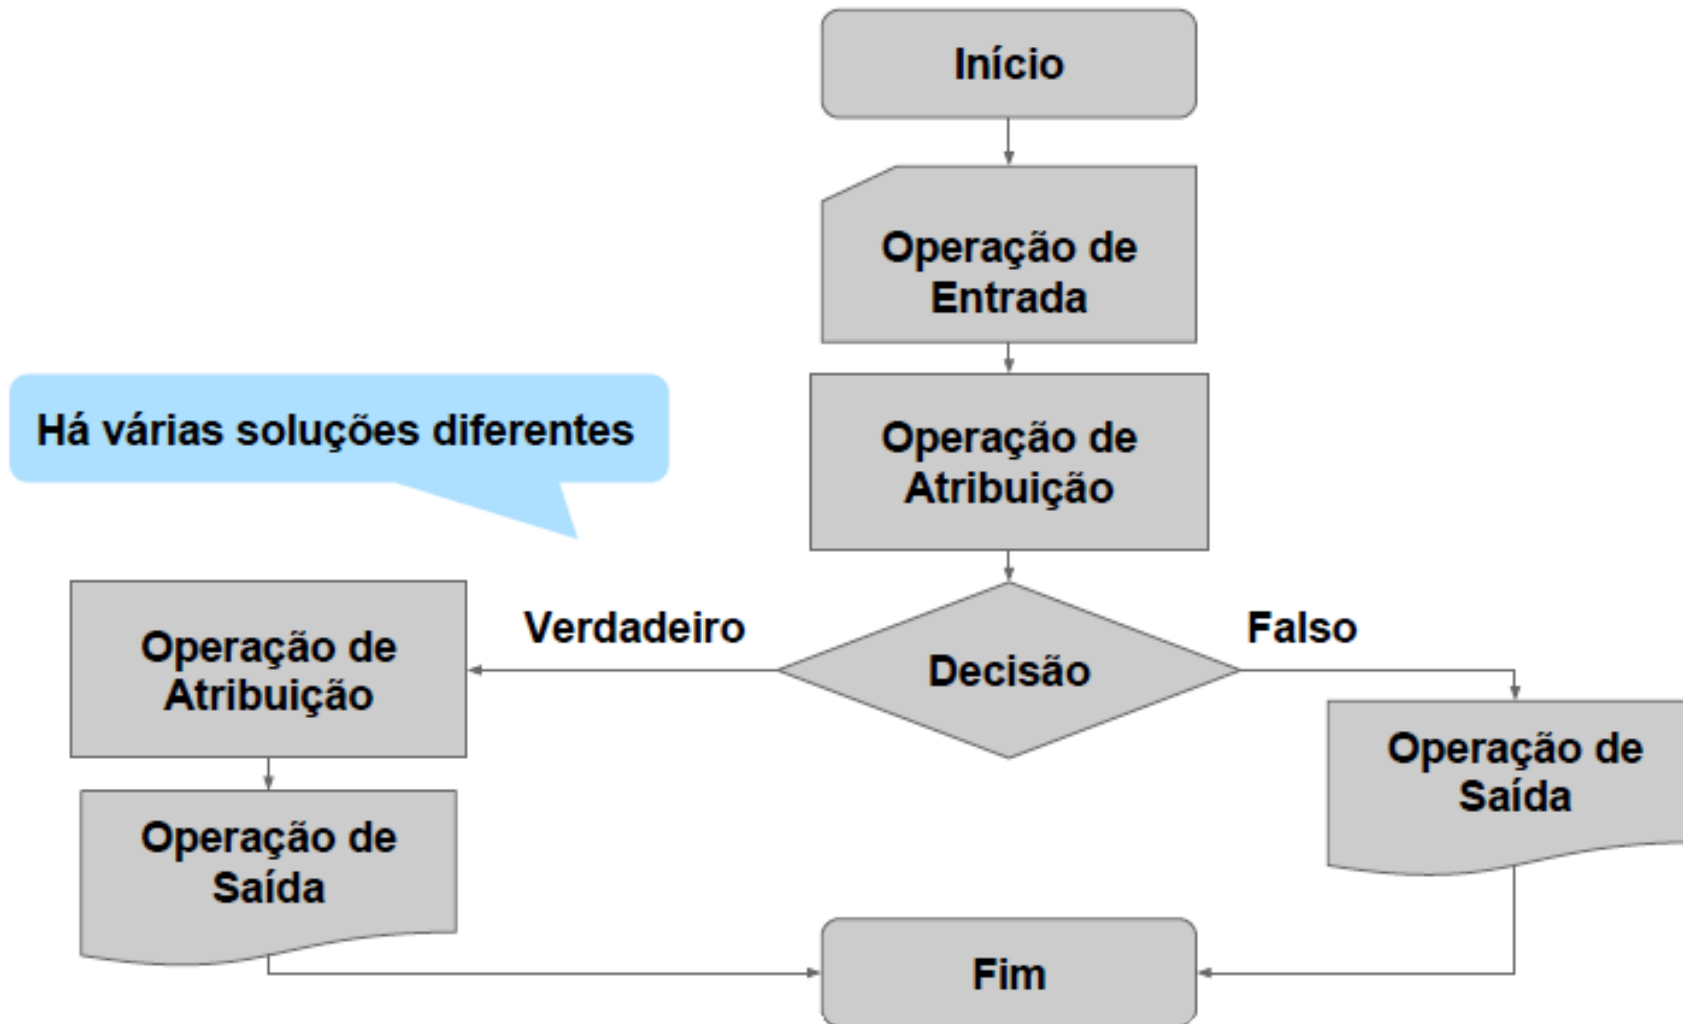 Início
Operação de
Entrada
Há várias soluções diferentes
Operação de
Atribuição
Verdadeiro
Falso
Operação de
Atribuição
Decisão
Operação de
Saída
Operação de
Saída
Fim